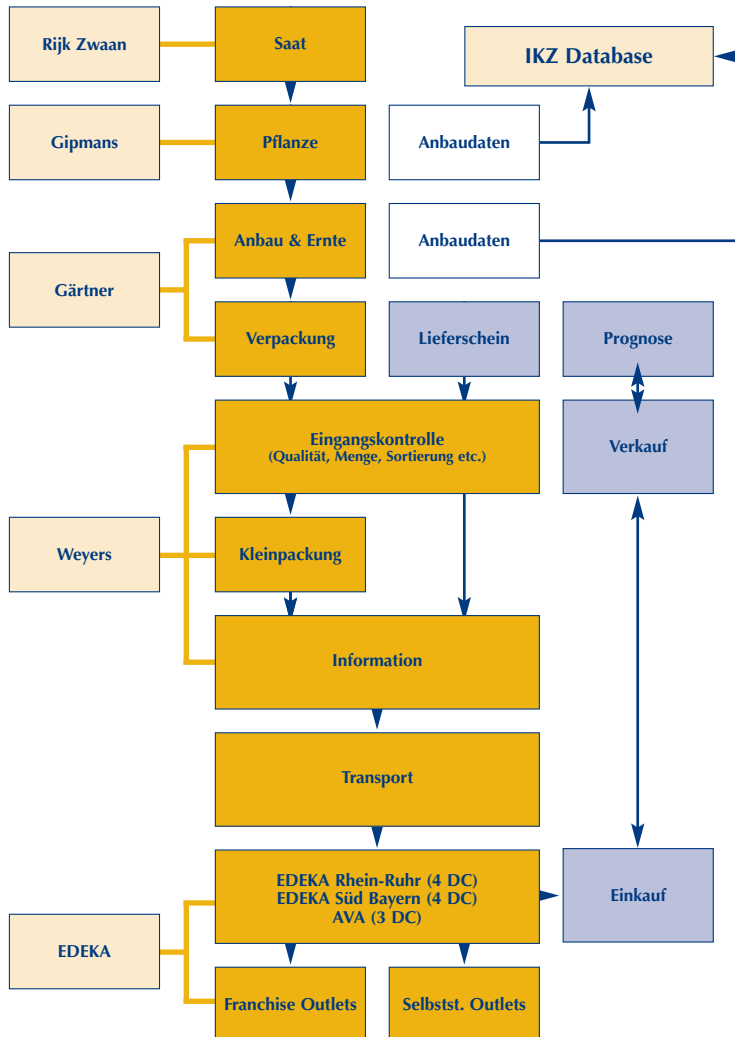 Rijk Zwaan
Saat
IKZ Database
Gipmans
Pflanze
Anbaudaten
Anbau & Ernte
Anbaudaten
Gärtner
Verpackung
Lieferschein
Prognose
Eingangskontrolle
(Qualität, Menge, Sortierung etc.)
Verkauf
Weyers
Kleinpackung
Information
Transport
EDEKA Rhein-Ruhr (4 DC)
EDEKA Süd Bayern (4 DC)
AVA (3 DC)
Einkauf
EDEKA
Franchise Outlets
Selbstst. Outlets